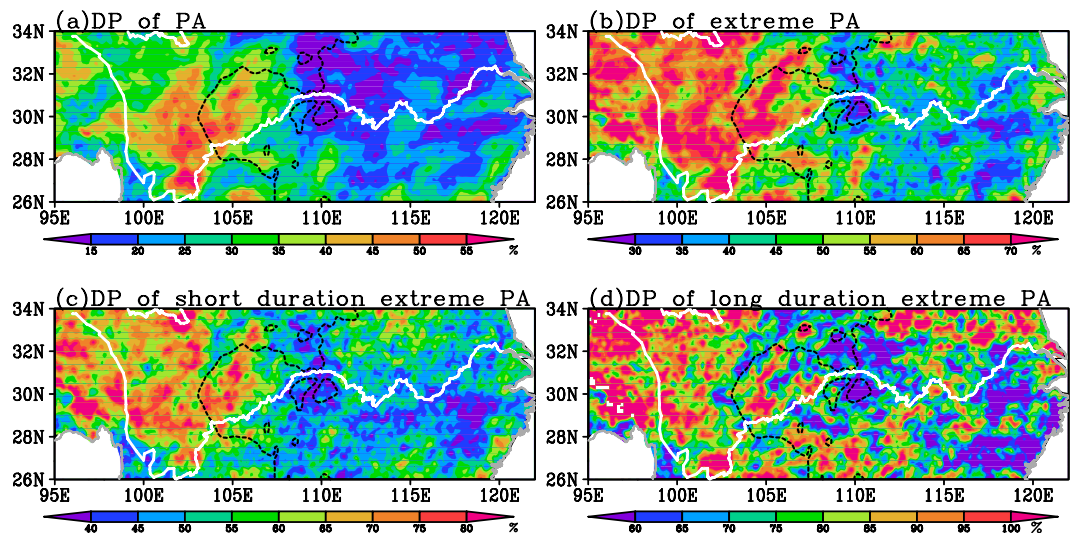 (a)DP of PA
(b)DP of extreme PA
34N
32N
30N
28N
26N
95E 100E 105E 110E 115E 120E
15 20 25 30 35 40 45 50 55 %
34N
32N
30N
28N
26N
95E 100E 105E 110E 115E 120E
30 35 40 45 50 55 60 65 70 %
(c)DP of short duration extreme PA
(d)DP of long duration extreme PA
34N
32N
30N
28N
26N
95E 100E 105E 110E 115E 120E
40 45 50 55 60 65 70 75 80 %
34N
32N
30N
28N
26N
95E 100E 105E 110E 115E 120E
60 65 70 75 80 85 90 95 100 %